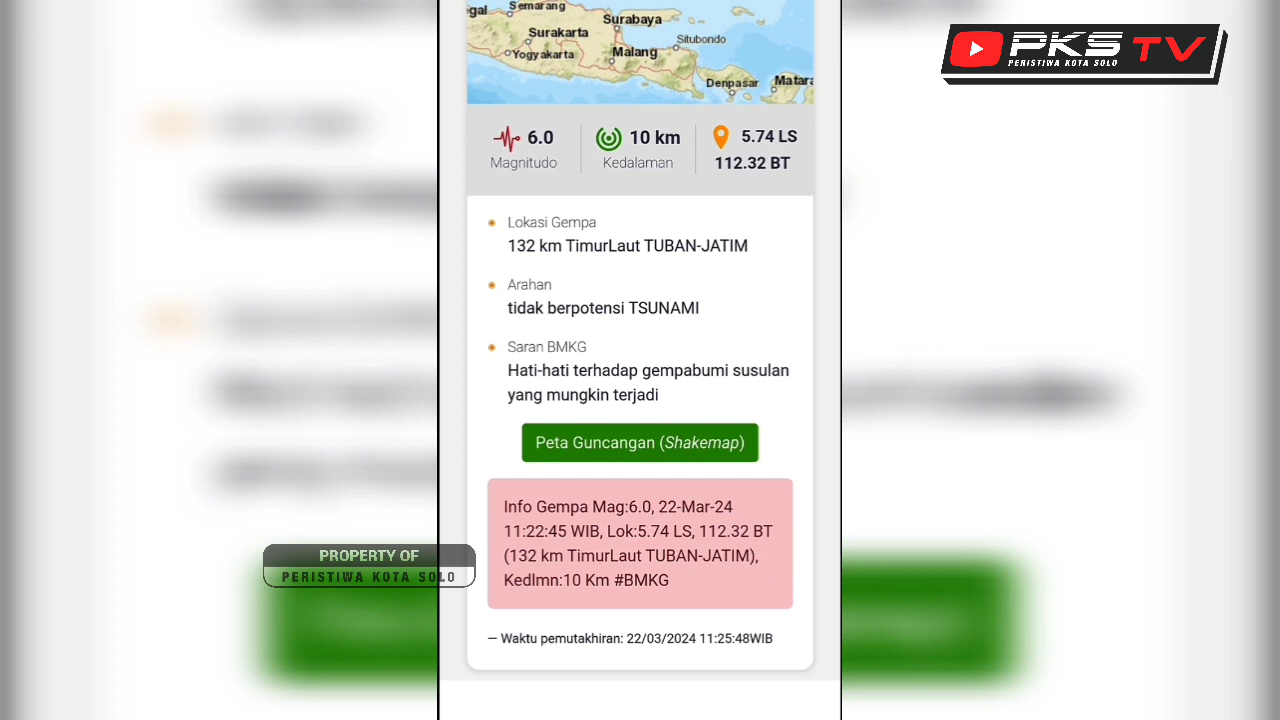 Semarang
Surabaya
Surakarta
Situbondo
Yogyakarta
Malang
Denpasar
PKS TV
PERISTIWA KOTA SOLO
6.0
Magnitudo
10 km
Kedalaman
5.74 LS
112.32 BT
Lokasi Gempa
132 km TimurLaut TUBAN-JATIM
Arahan
tidak berpotensi TSUNAMI
Saran BMKG
Hati-hati terhadap gempabumi susulan
yang mungkin terjadi
Peta Guncangan (Shakemap)
Info Gempa Mag:6.0, 22-Mar-24
11:22:45 WIB, Lok:5.74 LS, 112.32 BT
(132 km TimurLaut TUBAN-JATIM),
Kedlmn:10 Km #BMKG
PROPERTY OF
PERISTIWA KOTA SOLO
— Waktu pemutakhiran: 22/03/2024 11:25:48WIB